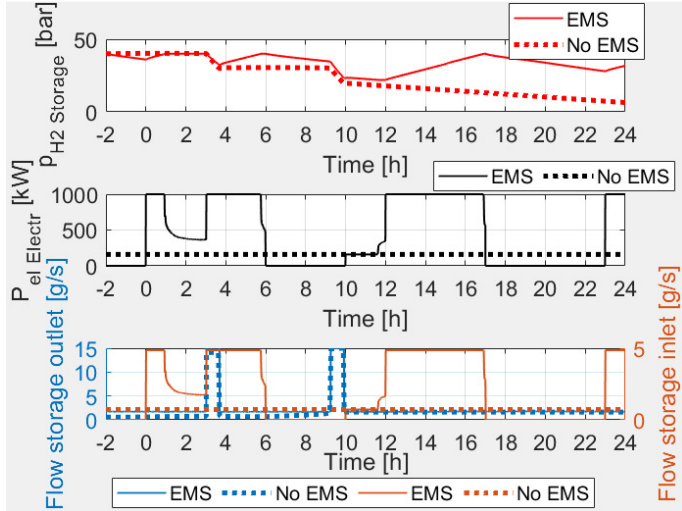 EMS
No EMS
p_H2 Storage [bar]
50
0
-2 0 2 4 6 8 10 12 14 16 18 20 22 24
Time [h]
EMS No EMS
P_el Electr [kW]
1000
500
0
-2 0 2 4 6 8 10 12 14 16 18 20 22 24
Time [h]
Flow storage outlet [g/s]
15
10
5
0
5
0
Flow storage inlet [g/s]
-2 0 2 4 6 8 10 12 14 16 18 20 22 24
Time [h]
EMS No EMS EMS No EMS